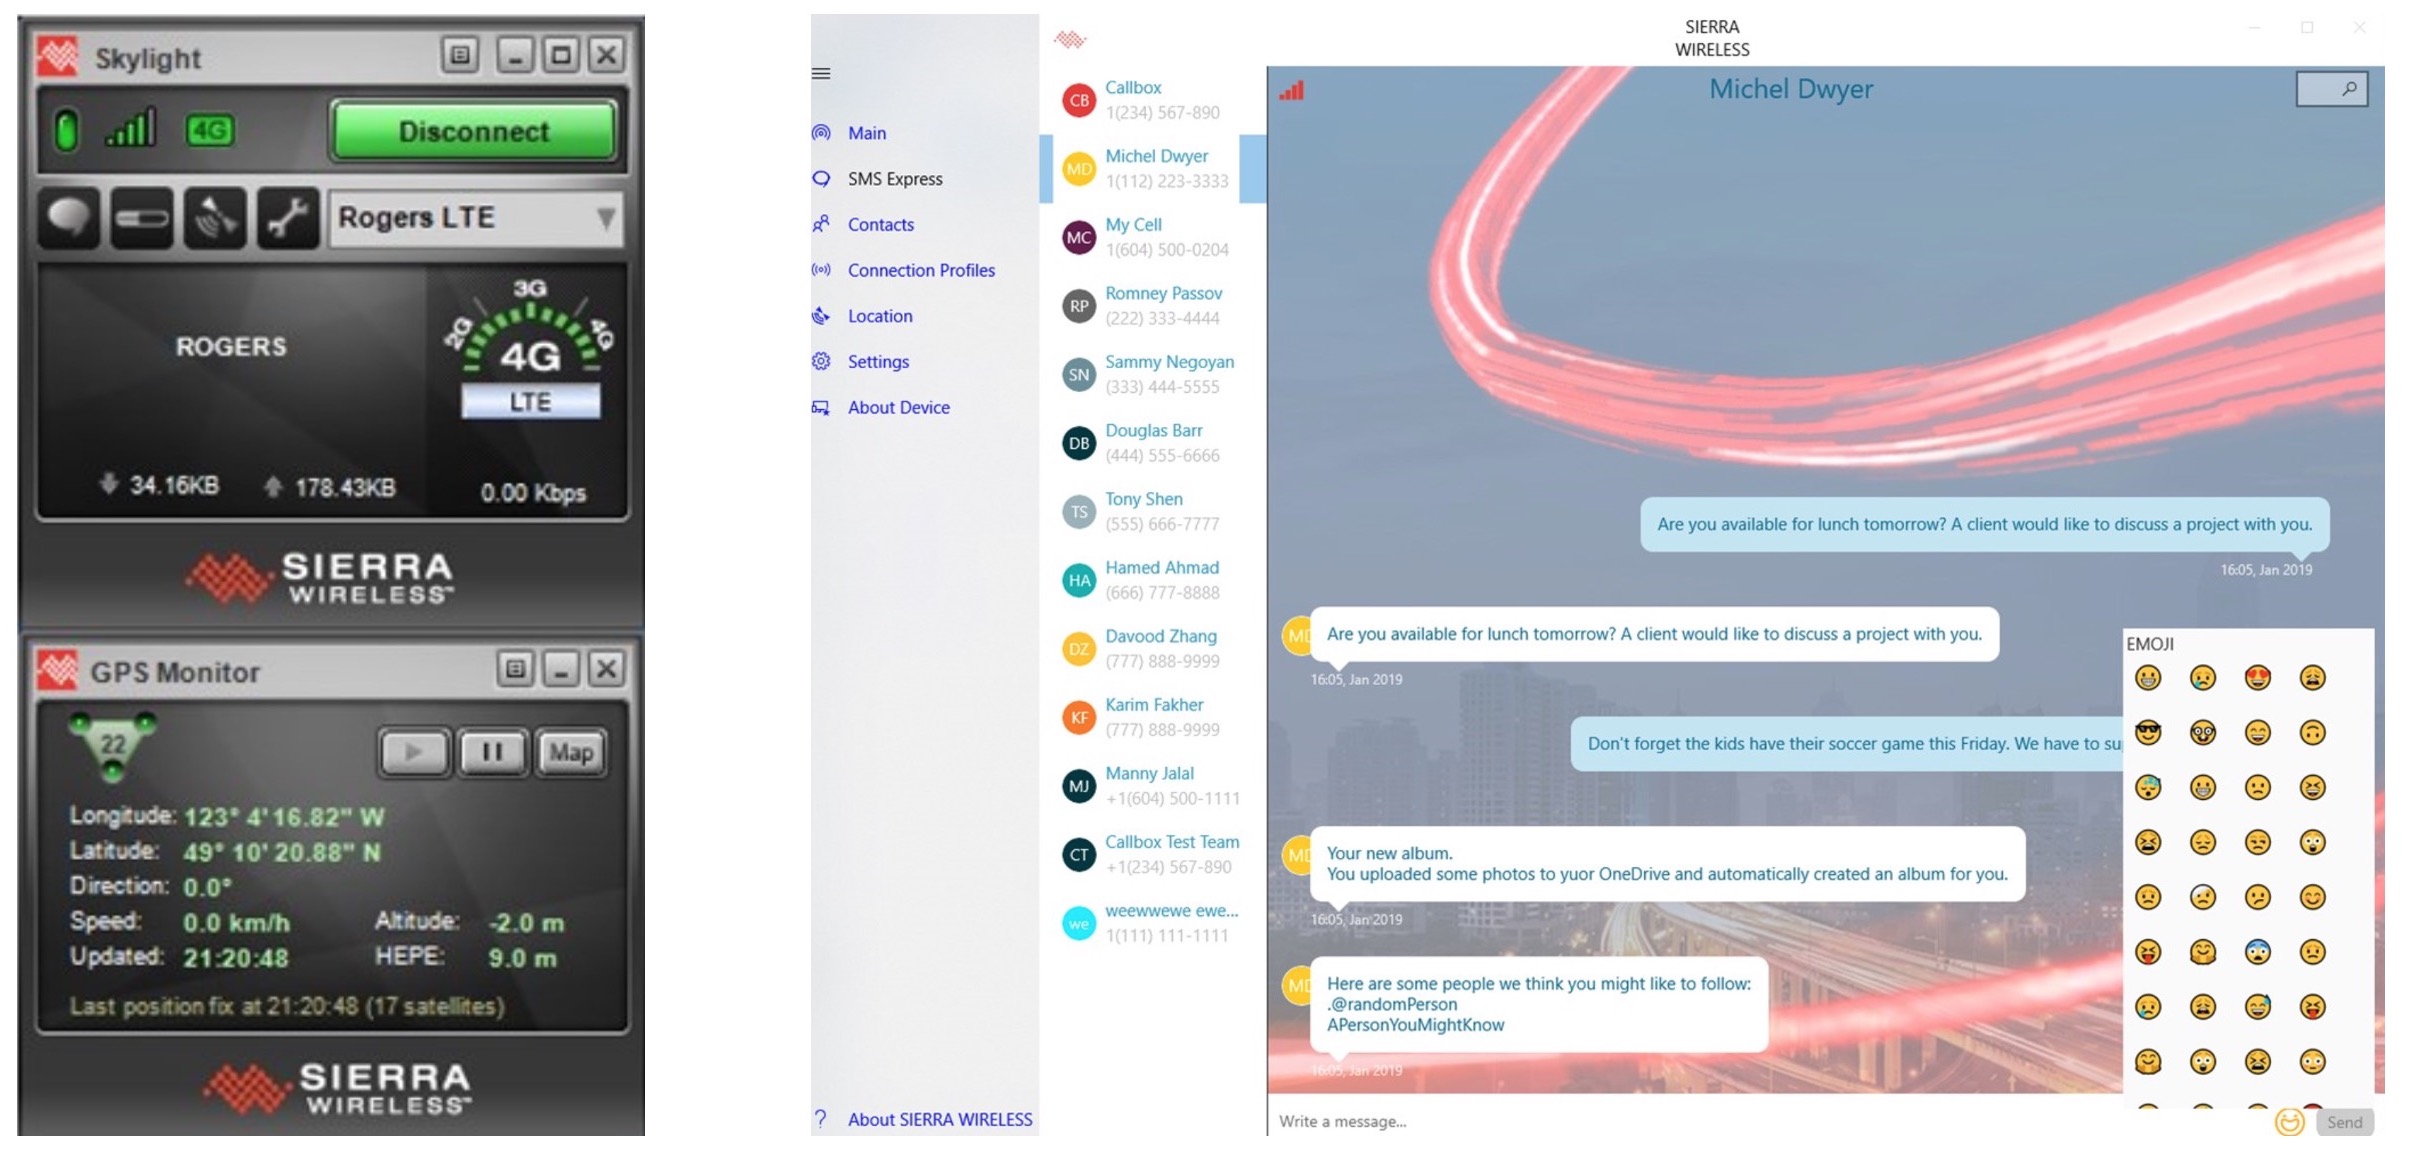 Skylight
4G
Disconnect
Rogers LTE
ROGERS
2G
3G
4G
4G
LTE
34.16KB
178.43KB
0.00 Kbps
SIERRA
WIRELESS™
GPS Monitor
22
Map
Longitude: 123° 4' 16.82" W
Latitude: 49° 10' 20.88" N
Direction: 0.0°
Speed: 0.0 km/h Altitude: -2.0 m
Updated: 21:20:48 HEPE: 9.0 m
Last position fix at 21:20:48 (17 satellites)
SIERRA
WIRELESS™
Main
SMS Express
Contacts
Connection Profiles
Location
Settings
About Device
? About SIERRA WIRELESS
SIERRA
WIRELESS
CB Callbox
1(234) 567-890
MD Michel Dwyer
1(112) 223-3333
MC My Cell
1(604) 500-0204
RP Romney Passov
(222) 333-4444
SN Sammy Negoyan
(333) 444-5555
DB Douglas Barr
(444) 555-6666
TS Tony Shen
(555) 666-7777
HA Hamed Ahmad
(666) 777-8888
DZ Davood Zhang
(777) 888-9999
KF Karim Fakher
(777) 888-9999
MJ Manny Jalal
+1(604) 500-1111
CT Callbox Test Team
+1(234) 567-890
we weewwewe ewe...
1(111) 111-1111
Michel Dwyer
Are you available for lunch tomorrow? A client would like to discuss a project with you.
16:05, Jan 2019
MD Are you available for lunch tomorrow? A client would like to discuss a project with you.
16:05, Jan 2019
Don't forget the kids have their soccer game this Friday. We have to su
MD Your new album.
You uploaded some photos to yuor OneDrive and automatically created an album for you.
16:05, Jan 2019
MD Here are some people we think you might like to follow:
.@randomPerson
APersonYouMightKnow
16:05, Jan 2019
EMOJI
Write a message...
Send